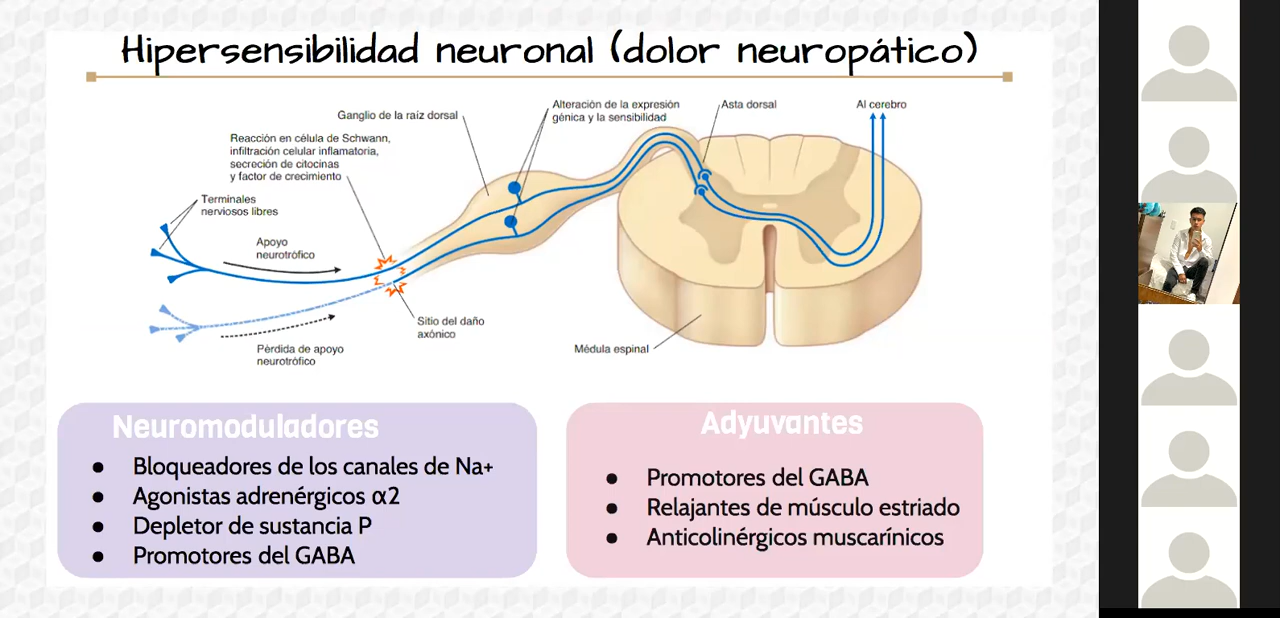 Hipersensibilidad neuronal (dolor neuropático)
Ganglio de la raíz dorsal
Alteración de la expresión
génica y la sensibilidad
Asta dorsal
Al cerebro
Reacción en célula de Schwann,
infiltración celular inflamatoria,
secreción de citocinas
y factor de crecimiento
Terminales
nerviosos libres
Apoyo
neurotrófico
Sitio del daño
axónico
Pérdida de apoyo
neurotrófico
Médula espinal
Neuromoduladores
● Bloqueadores de los canales de Na+
● Agonistas adrenérgicos α2
● Depletor de sustancia P
● Promotores del GABA
Adyuvantes
● Promotores del GABA
● Relajantes de músculo estriado
● Anticolinérgicos muscarínicos